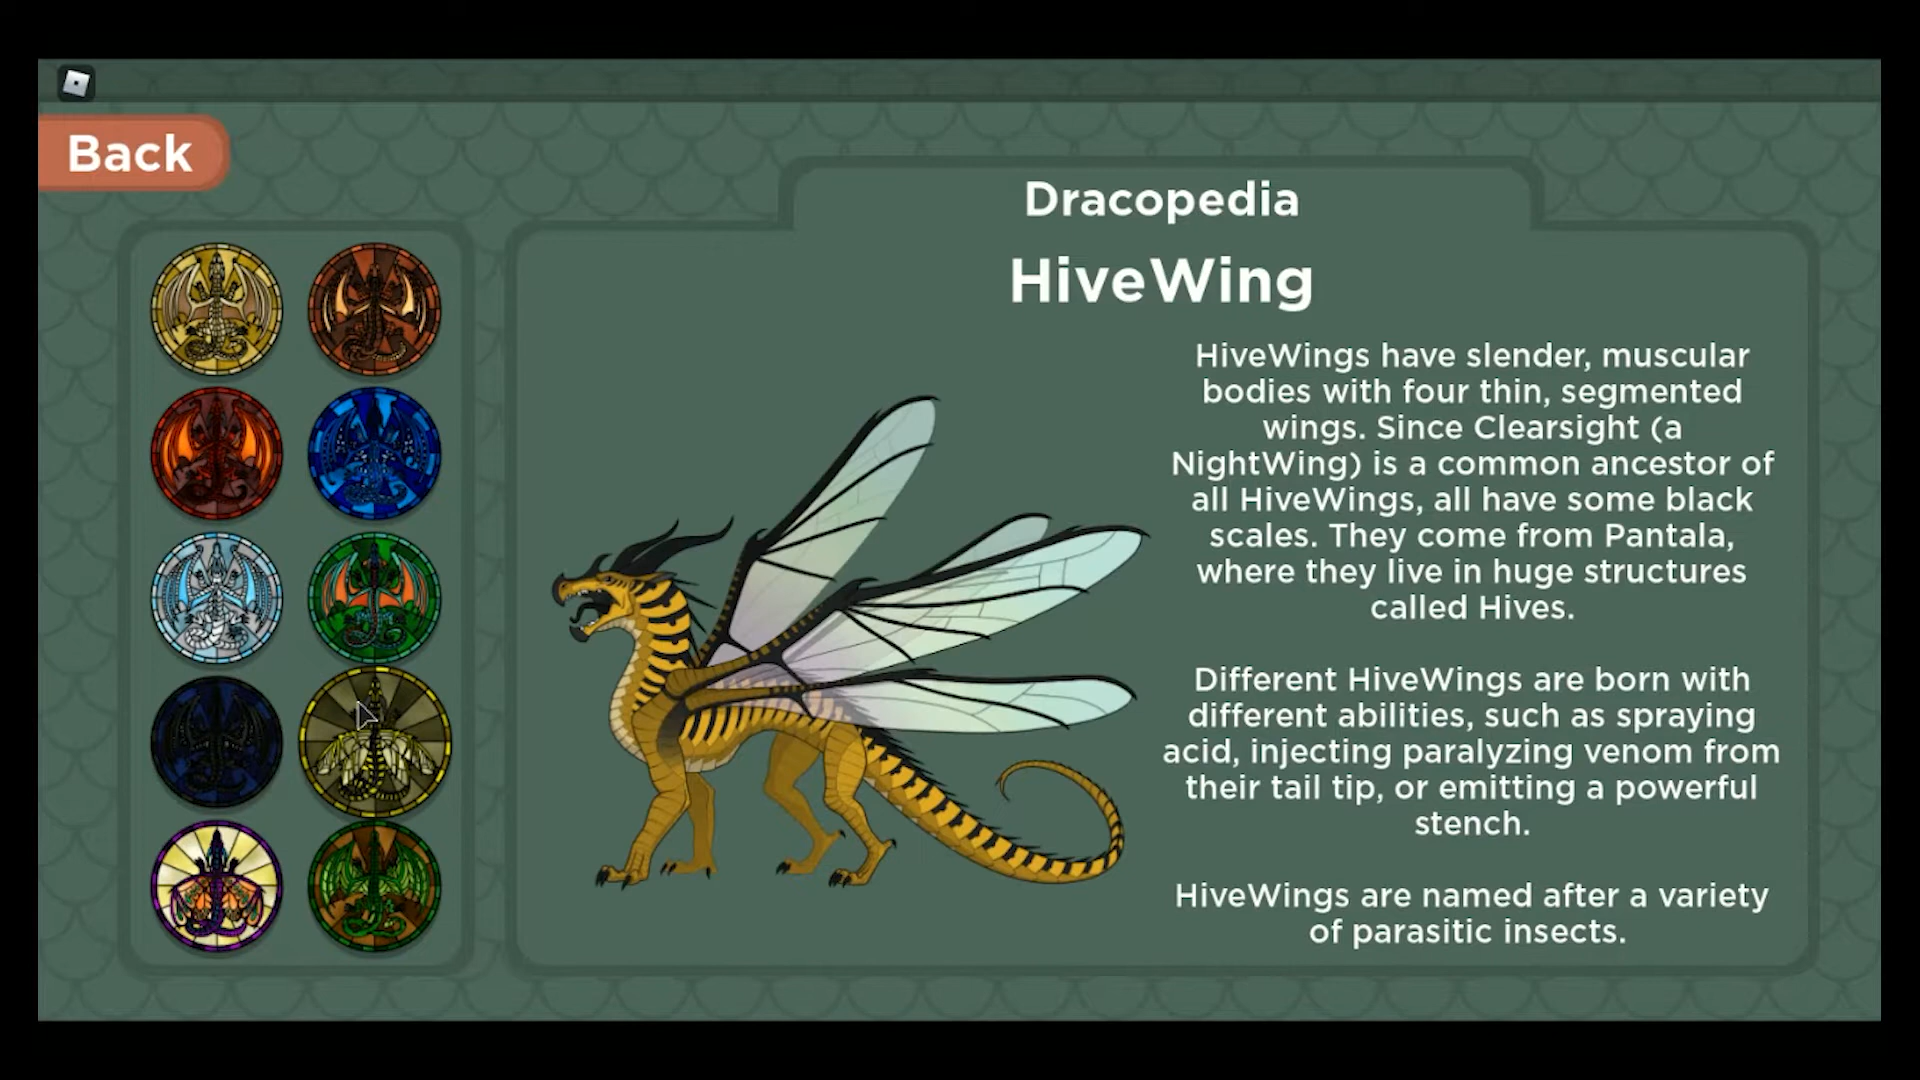 Back
Dracopedia
HiveWing
HiveWings have slender, muscular
bodies with four thin, segmented
wings. Since Clearsight (a
NightWing) is a common ancestor of
all HiveWings, all have some black
scales. They come from Pantala,
where they live in huge structures
called Hives.
Different HiveWings are born with
different abilities, such as spraying
acid, injecting paralyzing venom from
their tail tip, or emitting a powerful
stench.
HiveWings are named after a variety
of parasitic insects.